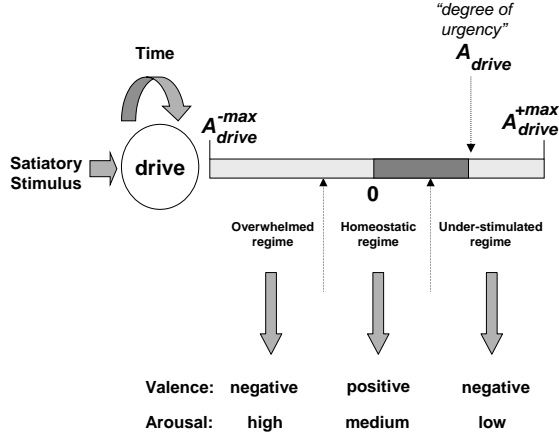 "degree of
urgency"
Time
A drive
A -max drive
A +max drive
Satiatory
Stimulus
drive
0
Overwhelmed
regime
Homeostatic
regime
Under-stimulated
regime
Valence: negative positive negative
Arousal: high medium low